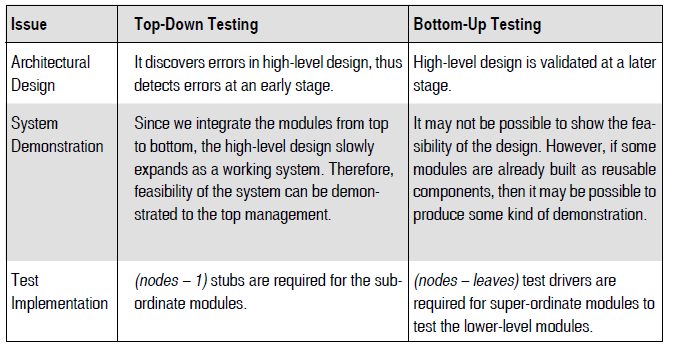 Issue Top-Down Testing Bottom-Up Testing
Architectural Design
It discovers errors in high-level design, thus
detects errors at an early stage.
High-level design is validated at a later
stage.
System
Demonstration
Since we integrate the modules from top
to bottom, the high-level design slowly
expands as a working system. Therefore,
feasibility of the system can be demon-
strated to the top management.
It may not be possible to show the fea-
sibility of the design. However, if some
modules are already built as reusable
components, then it may be possible to
produce some kind of demonstration.
Test
Implementation
(nodes – 1) stubs are required for the sub-
ordinate modules.
(nodes – leaves) test drivers are
required for super-ordinate modules to
test the lower-level modules.